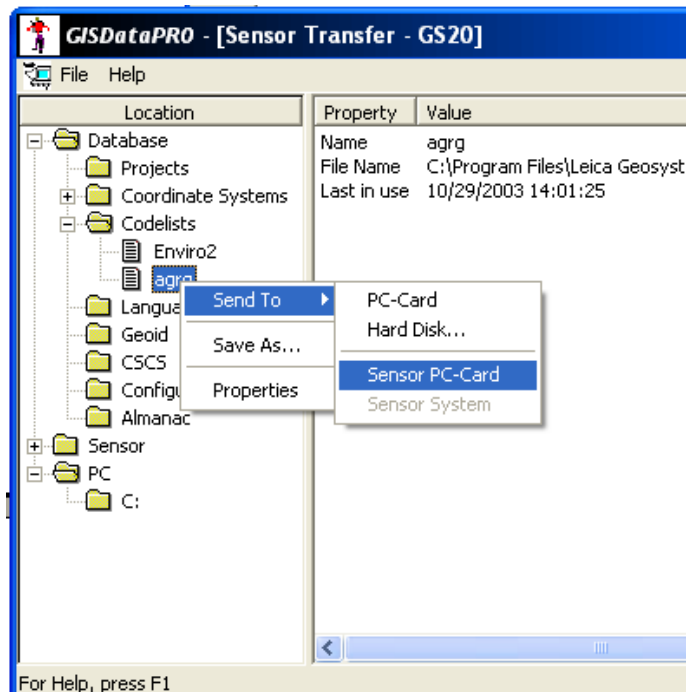 GISDataPRO - [Sensor Transfer - GS20]
File Help
Location Property Value
Database
Projects
Coordinate Systems
Codelists
Enviro2
agrg
Geoid
CSCS
Almanac
Sensor
PC
C:
Name agrg
File Name C:\Program Files\Leica Geosyst
Last in use 10/29/2003 14:01:25
Send To
Save As...
Properties
PC-Card
Hard Disk...
Sensor PC-Card
Sensor System
For Help, press F1